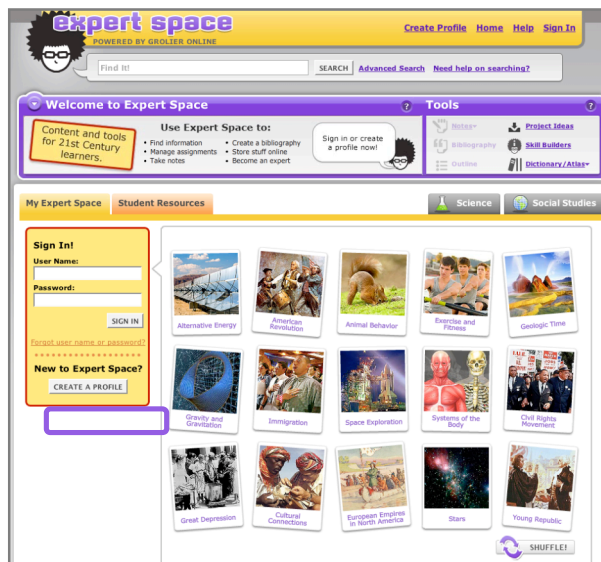 expert space
POWERED BY GROLIER ONLINE
Create Profile Home Help Sign In
Find It!
SEARCH Advanced Search Need help on searching?
Welcome to Expert Space ?
Content and tools
for 21st Century
learners.
Use Expert Space to:
• Find information
• Manage assignments
• Take notes
• Create a bibliography
• Store stuff online
• Become an expert
Sign in or create
a profile now!
Tools ?
Notes
Project Ideas
Bibliography
Skill Builders
Outline
Dictionary/Atlas
My Expert Space Student Resources Science Social Studies
Sign In!
User Name:
Password:
SIGN IN
Forgot user name or password?
New to Expert Space?
CREATE A PROFILE
Alternative Energy
American
Revolution
Animal Behavior
Exercise and
Fitness
Geologic Time
Gravity and
Gravitation
Immigration
Space Exploration
Systems of the
Body
Civil Rights
Movement
Great Depression
Cultural
Connections
European Empires
in North America
Stars
Young Republic
SHUFFLE!